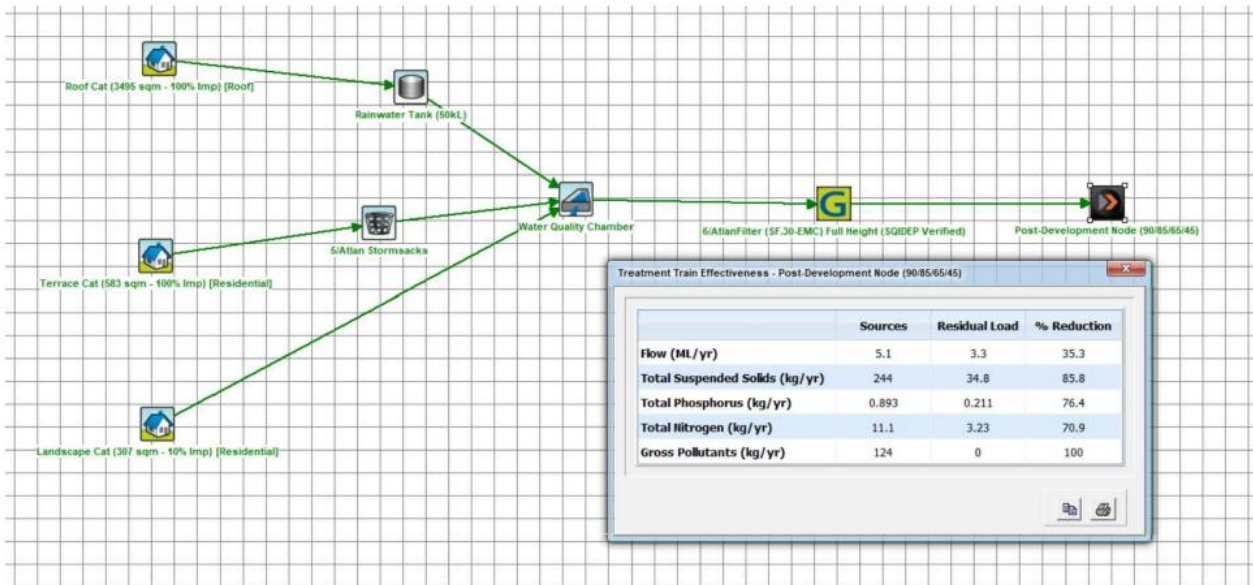 Roof Cat (3495 sqm - 100% Imp) [Roof]
Rainwater Tank (50kL)
Water Quality Chamber
6/AtlanFilter (SF.30-EMC) Full Height (SQIDEP Verified)
Post-Development Node (90/85/65/45)
5/Atlan Stormsacks
Terrace Cat (583 sqm - 100% Imp) [Residential]
Landscape Cat (307 sqm - 10% Imp) [Residential]
G
Treatment Train Effectiveness - Post-Development Node (90/85/65/45)
Sources Residual Load % Reduction
Flow (ML/yr) 5.1 3.3 35.3
Total Suspended Solids (kg/yr) 244 34.8 85.8
Total Phosphorus (kg/yr) 0.893 0.211 76.4
Total Nitrogen (kg/yr) 11.1 3.23 70.9
Gross Pollutants (kg/yr) 124 0 100